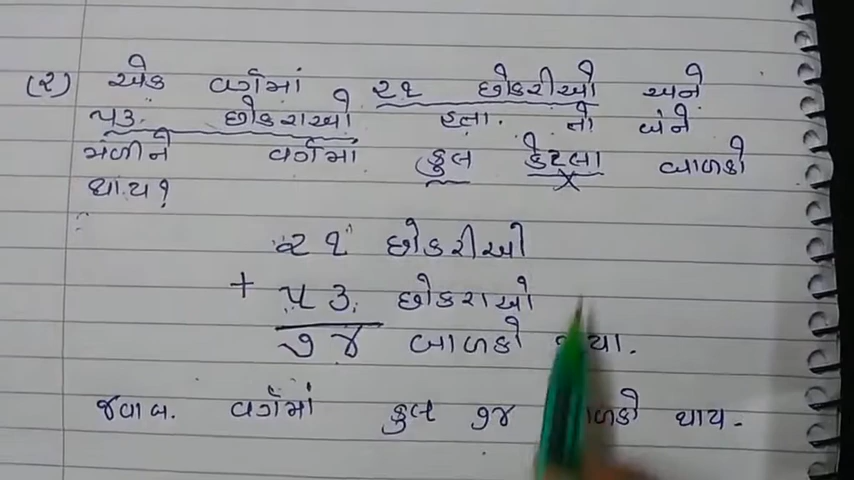 (૨) એક વર્ગમાં ૨૧ છોકરીઓ અને
૫૩ છોકરાઓ હતા. તો બંને
મળીને વર્ગમાં કુલ કેટલા બાળકો
થાય?
૨૧ છોકરીઓ
+ ૫૩ છોકરાઓ
૭૪ બાળકો થયા.
જવાબ. વર્ગમાં કુલ ૭૪ થાય.